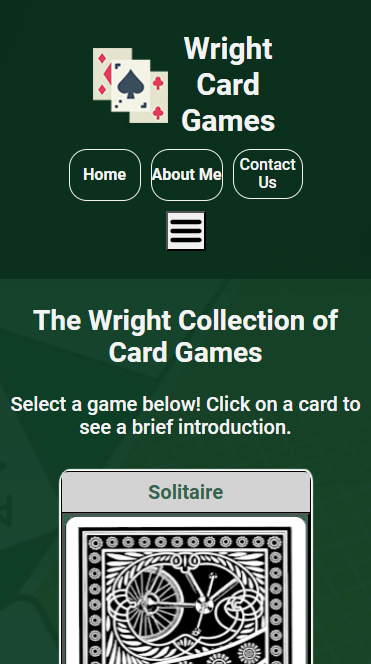 Wright
Card
Games
Home
About Me
Contact
Us
The Wright Collection of
Card Games
Select a game below! Click on a card to
see a brief introduction.
Solitaire